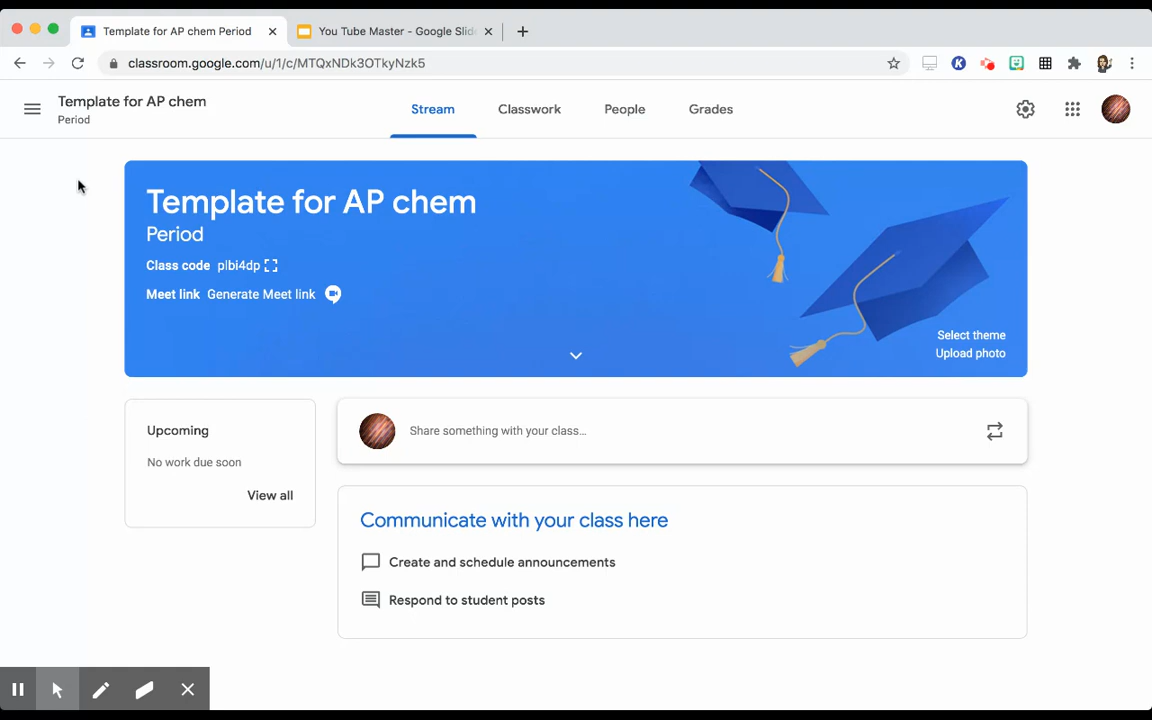 Template for AP chem Period
You Tube Master - Google Slid
classroom.google.com/u/1/c/MTQxNDk3OTkyNzk5
Template for AP chem
Period
Stream
Classwork
People
Grades
Template for AP chem
Period
Class code plbi4dp
Meet link Generate Meet link
Select theme
Upload photo
Upcoming
No work due soon
View all
Share something with your class...
Communicate with your class here
Create and schedule announcements
Respond to student posts